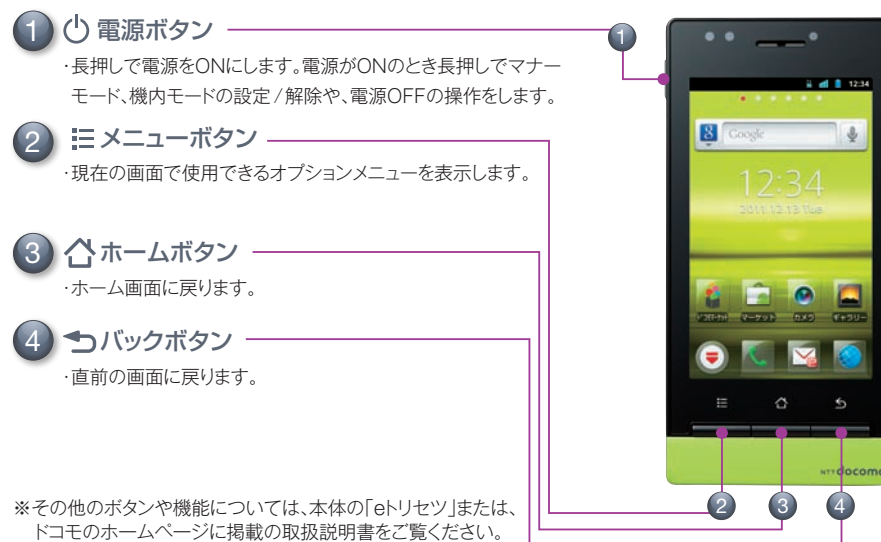 1 電源ボタン
・長押しで電源をONにします。電源がONのとき長押しでマナー
モード、機内モードの設定/解除や、電源OFFの操作をします。
2 メニューボタン
・現在の画面で使用できるオプションメニューを表示します。
3 ホームボタン
・ホーム画面に戻ります。
4 バックボタン
・直前の画面に戻ります。
※その他のボタンや機能については、本体の「eトリセツ」または、
ドコモのホームページに掲載の取扱説明書をご覧ください。
1
12:34
8 Google
12:34
2011.12.13 Tue
マーケット カメラ ギャラリー
NTT docomo
2 3 4